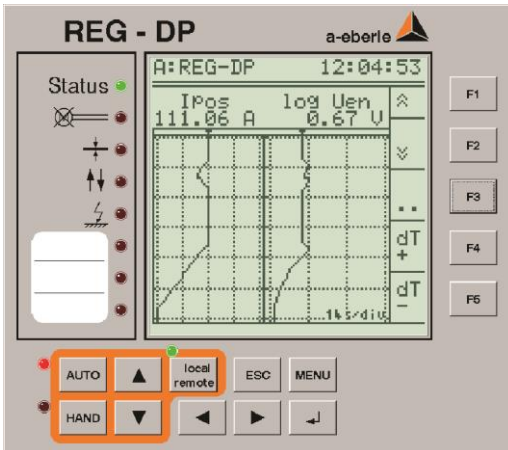 REG - DP
a-eberle
Status
A:REG-DP 12:04:53
Ipos log Uen
111.06 A 0.67 V
..
dT
+
dT
-
14s/div
F1
F2
F3
F4
F5
AUTO
local
remote
ESC
MENU
HAND